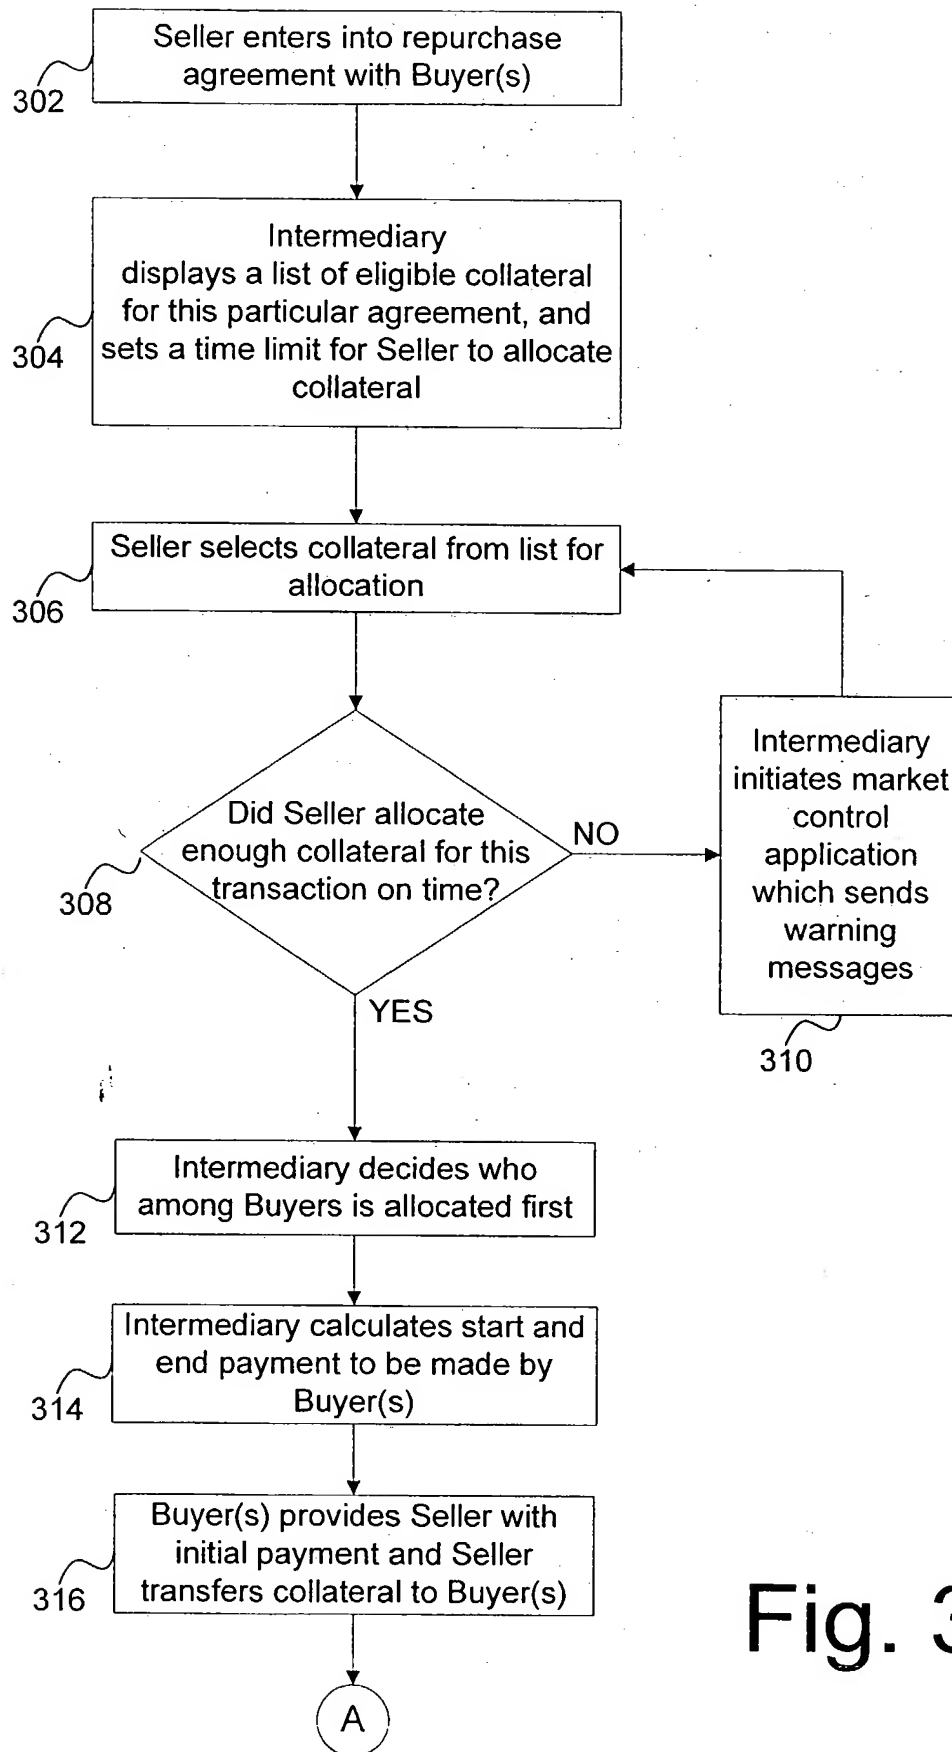 Seller enters into repurchase
agreement with Buyer(s)
302
Intermediary
displays a list of eligible collateral
for this particular agreement, and
sets a time limit for Seller to allocate
collateral
304
Seller selects collateral from list for
allocation
306
Did Seller allocate
enough collateral for this
transaction on time?
308
NO
Intermediary
initiates market
control
application
which sends
warning
messages
310
YES
Intermediary decides who
among Buyers is allocated first
312
Intermediary calculates start and
end payment to be made by
Buyer(s)
314
Buyer(s) provides Seller with
initial payment and Seller
transfers collateral to Buyer(s)
316
A
Fig. 3